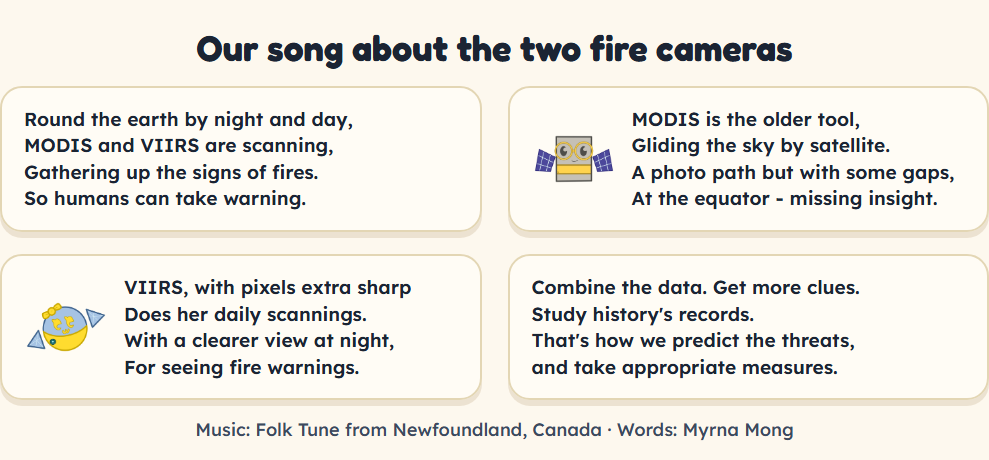 Our song about the two fire cameras
Round the earth by night and day,
MODIS and VIIRS are scanning,
Gathering up the signs of fires.
So humans can take warning.
MODIS is the older tool,
Gliding the sky by satellite.
A photo path but with some gaps,
At the equator - missing insight.
VIIRS, with pixels extra sharp
Does her daily scannings.
With a clearer view at night,
For seeing fire warnings.
Combine the data. Get more clues.
Study history's records.
That's how we predict the threats,
and take appropriate measures.
Music: Folk Tune from Newfoundland, Canada · Words: Myrna Mong